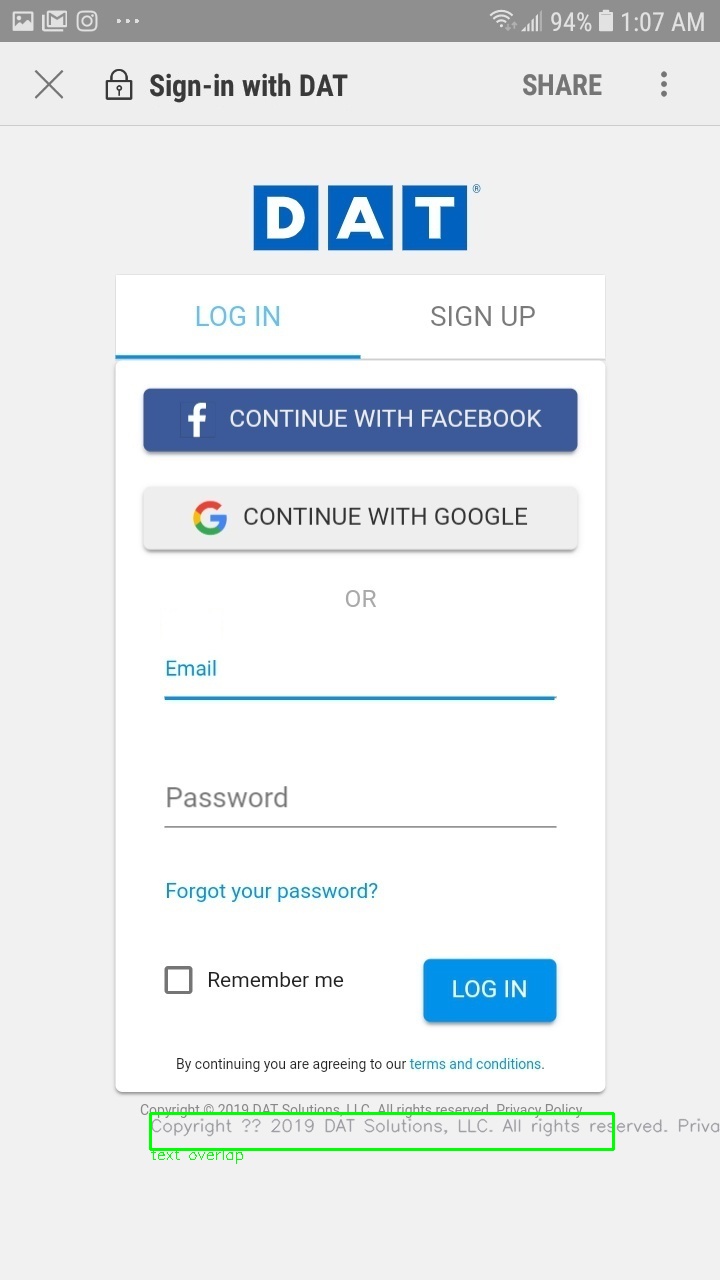 94% 1:07 AM
Sign-in with DAT SHARE
DAT®
LOG IN SIGN UP
f CONTINUE WITH FACEBOOK
G CONTINUE WITH GOOGLE
OR
Email
Password
Forgot your password?
Remember me LOG IN
By continuing you are agreeing to our terms and conditions.
Copyright © 2019 DAT Solutions, LLC. All rights reserved. Privacy Policy
Copyright ?? 2019 DAT Solutions, LLC. All rights reserved. Priva
text overlap